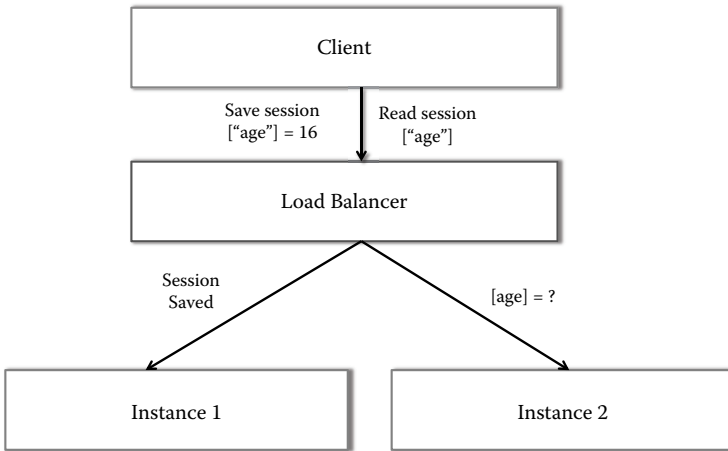 Client
Save session
[“age”] = 16
Read session
[“age”]
Load Balancer
Session
Saved
[age] = ?
Instance 1
Instance 2